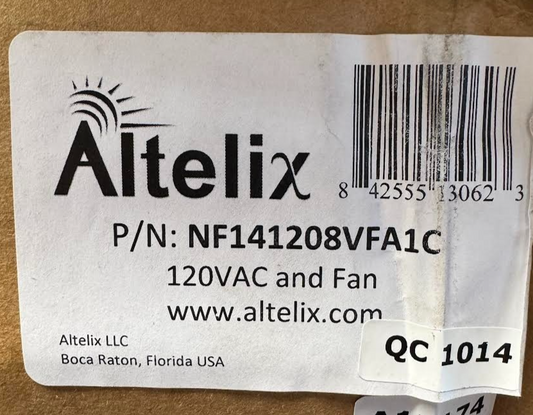 Altelix
8 42555 13062 3
P/N: NF141208VFA1C
120VAC and Fan
www.altelix.com
Altelix LLC
Boca Raton, Florida USA
QC 1014